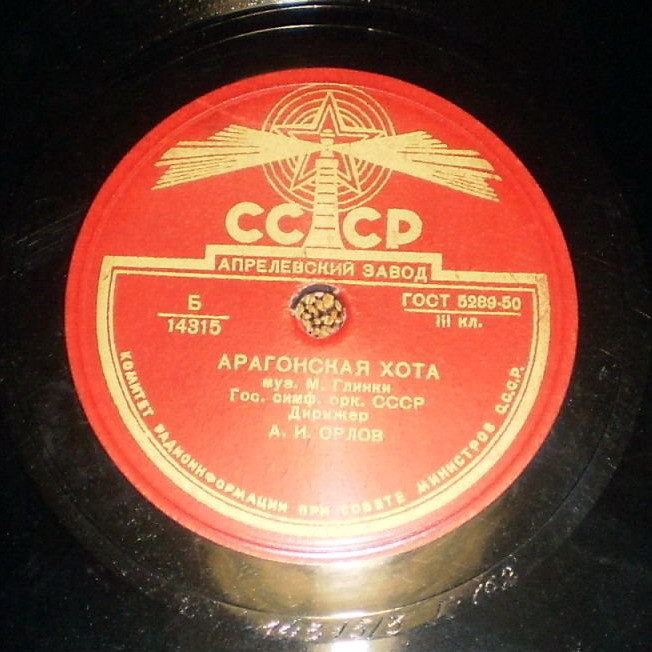 СССР
АПРЕЛЕВСКИЙ ЗАВОД
Б
14315
ГОСТ 5289-50
III кл.
АРАГОНСКАЯ ХОТА
муз. М. Глинки
Гос. симф. орк. СССР
Дирижер
А. И. ОРЛОВ
КОМИТЕТ РАДИОИНФОРМАЦИИ ПРИ СОВЕТЕ МИНИСТРОВ С.С.С.Р.